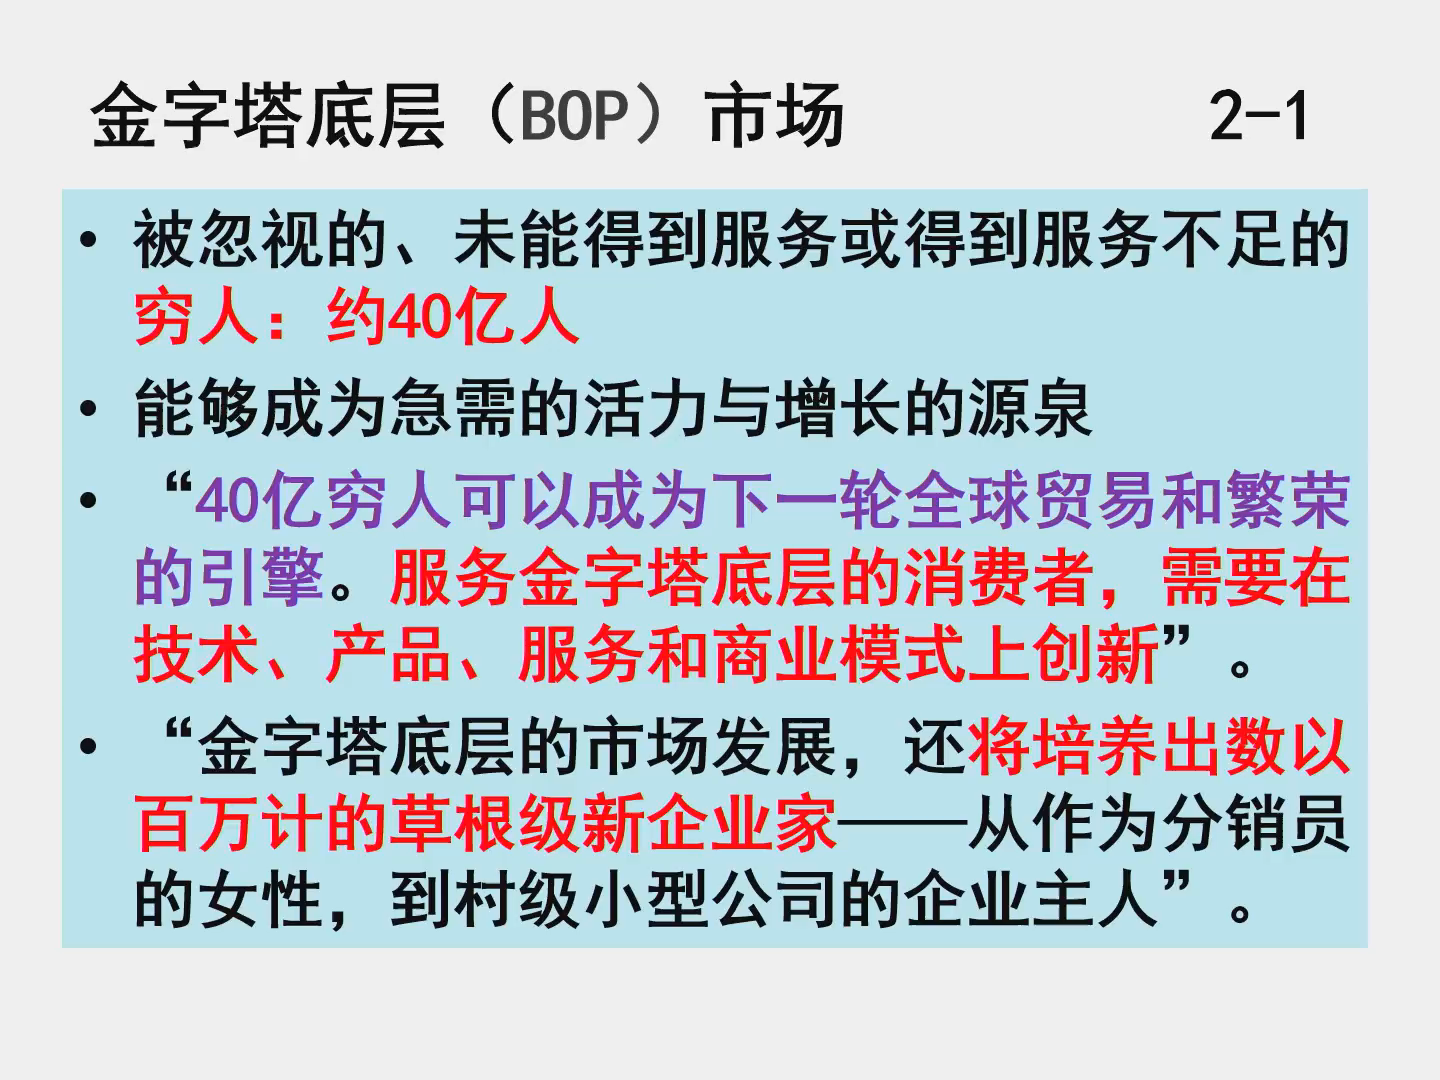 金字塔底层（BOP）市场 2-1
• 被忽视的、未能得到服务或得到服务不足的
穷人：约40亿人
• 能够成为急需的活力与增长的源泉
• “40亿穷人可以成为下一轮全球贸易和繁荣
的引擎。服务金字塔底层的消费者，需要在
技术、产品、服务和商业模式上创新”。
• “金字塔底层的市场发展，还将培养出数以
百万计的草根级新企业家——从作为分销员
的女性，到村级小型公司的企业主人”。